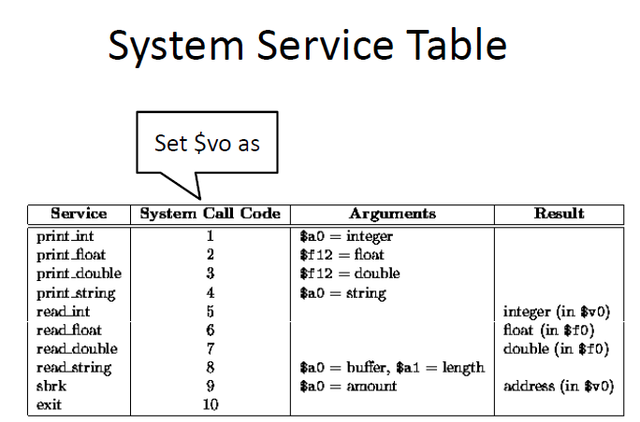 System Service Table
Set $vo as
Service System Call Code Arguments Result
print_int 1 $a0 = integer
print_float 2 $f12 = float
print_double 3 $f12 = double
print_string 4 $a0 = string
read_int 5 integer (in $v0)
read_float 6 float (in $f0)
read_double 7 double (in $f0)
read_string 8 $a0 = buffer, $a1 = length
sbrk 9 $a0 = amount address (in $v0)
exit 10